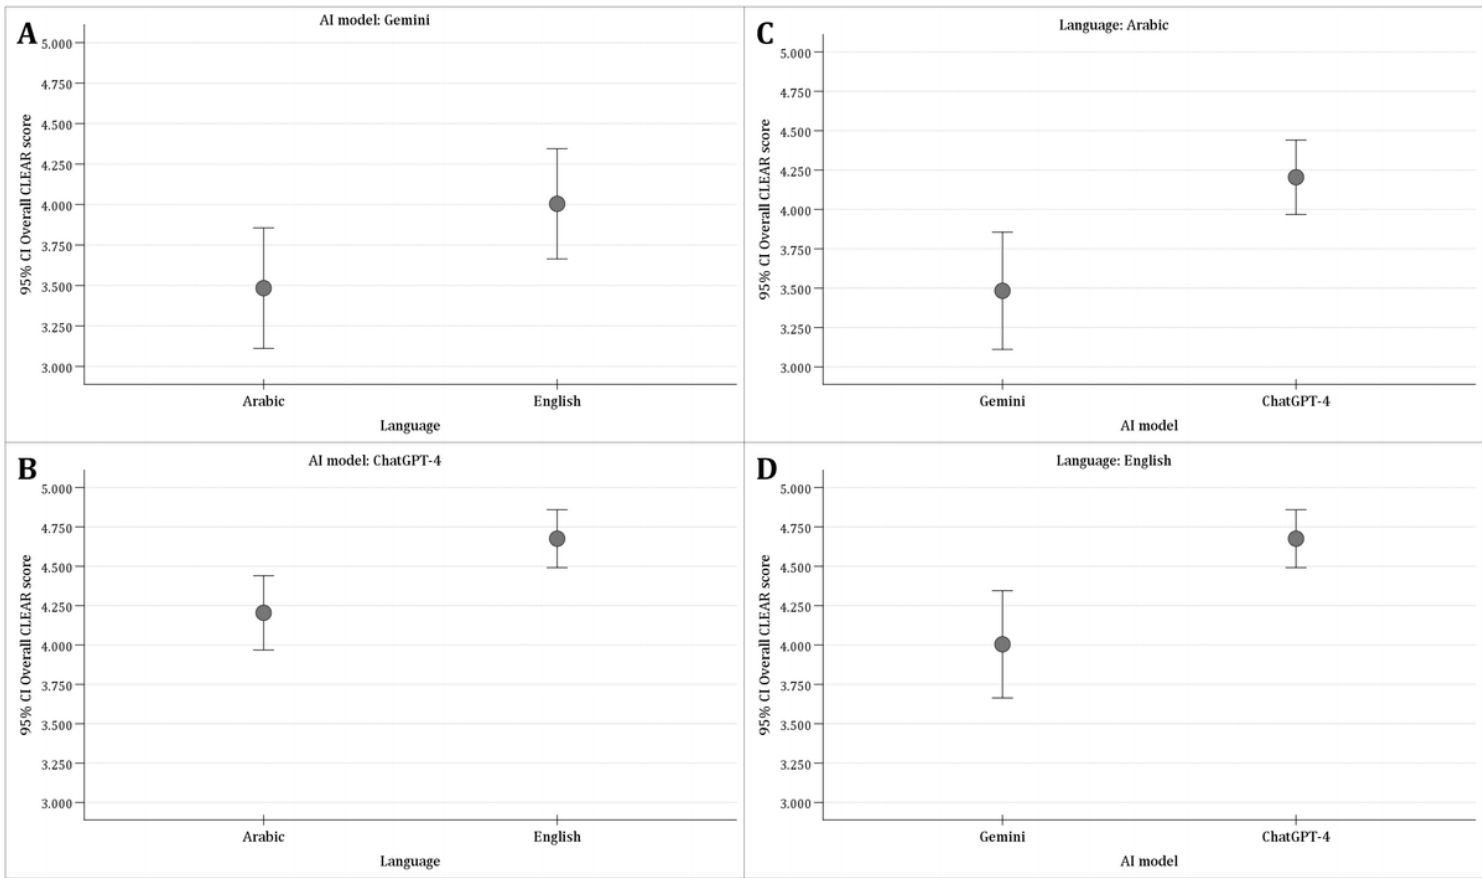 A
AI model: Gemini
95% CI Overall CLEAR score
5.000
4.750
4.500
4.250
4.000
3.750
3.500
3.250
3.000
Arabic
English
Language
C
Language: Arabic
95% CI Overall CLEAR score
5.000
4.750
4.500
4.250
4.000
3.750
3.500
3.250
3.000
Gemini
ChatGPT-4
AI model
B
AI model: ChatGPT-4
95% CI Overall CLEAR score
5.000
4.750
4.500
4.250
4.000
3.750
3.500
3.250
3.000
Arabic
English
Language
D
Language: English
95% CI Overall CLEAR score
5.000
4.750
4.500
4.250
4.000
3.750
3.500
3.250
3.000
Gemini
ChatGPT-4
AI model